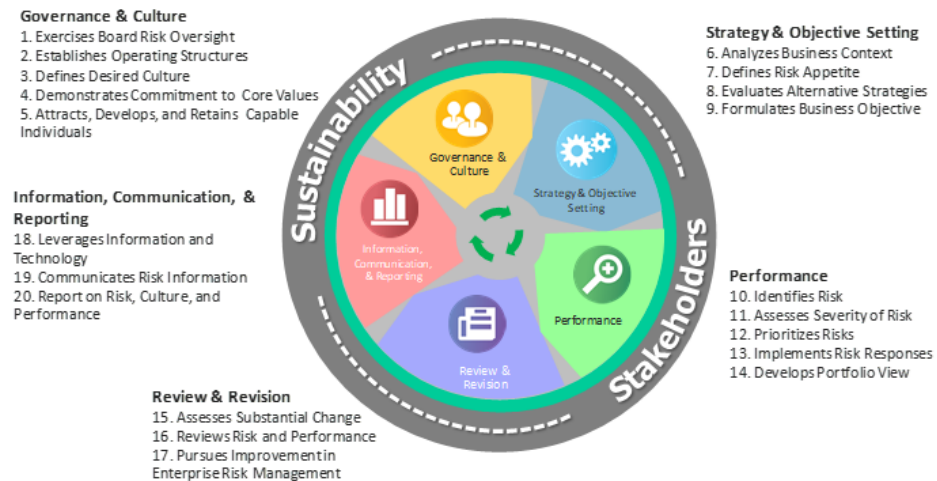 Governance & Culture
1. Exercises Board Risk Oversight
2. Establishes Operating Structures
3. Defines Desired Culture
4. Demonstrates Commitment to Core Values
5. Attracts, Develops, and Retains Capable
Individuals
Strategy & Objective Setting
6. Analyzes Business Context
7. Defines Risk Appetite
8. Evaluates Alternative Strategies
9. Formulates Business Objective
Sustainability
Stakeholders
Governance &
Culture
Strategy & Objective
Setting
Information,
Communication,
& Reporting
Performance
Review &
Revision
Information, Communication, &
Reporting
18. Leverages Information and
Technology
19. Communicates Risk Information
20. Report on Risk, Culture, and
Performance
Performance
10. Identifies Risk
11. Assesses Severity of Risk
12. Prioritizes Risks
13. Implements Risk Responses
14. Develops Portfolio View
Review & Revision
15. Assesses Substantial Change
16. Reviews Risk and Performance
17. Pursues Improvement in
Enterprise Risk Management